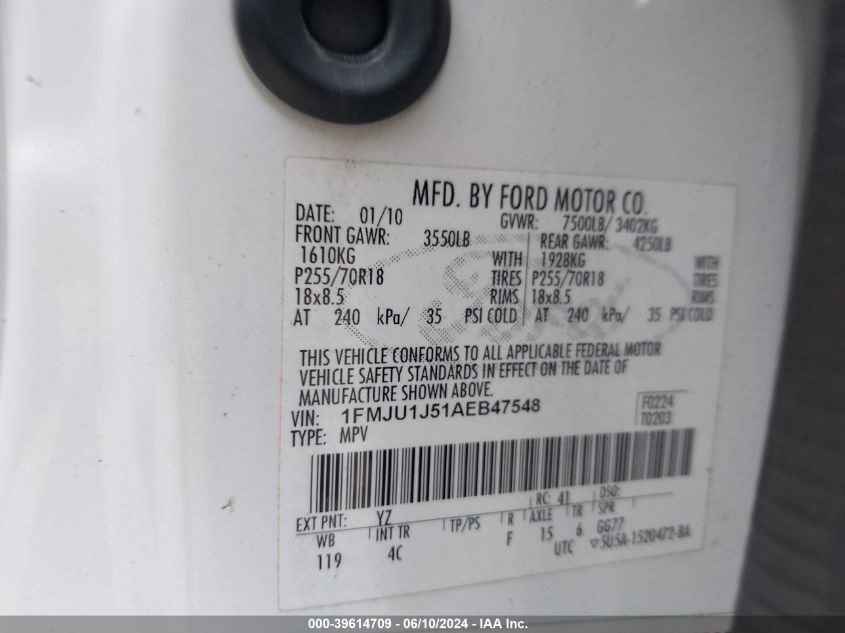 MFD. BY FORD MOTOR CO.
DATE: 01/10 GVWR: 7500LB/ 3402KG
FRONT GAWR: 3550LB REAR GAWR: 4250LB
1610KG WITH 1928KG WITH
P255/70R18 TIRES P255/70R18 TIRES
18x8.5 RIMS 18x8.5 RIMS
AT 240 kPa/ 35 PSI COLD AT 240 kPa/ 35 PSI COLD
THIS VEHICLE CONFORMS TO ALL APPLICABLE FEDERAL MOTOR
VEHICLE SAFETY STANDARDS IN EFFECT ON THE DATE OF
MANUFACTURE SHOWN ABOVE.
VIN: 1FMJU1J51AEB47548 F0224
TYPE: MPV T0203
EXT PNT: YZ RC: 41 DSO:
WB INT TR TP/PS R AXLE TR SPR
119 4C F 15 6 GG77
UTC ▽5U5A-1520472-BA
000-39614709 - 06/10/2024 - IAA Inc.